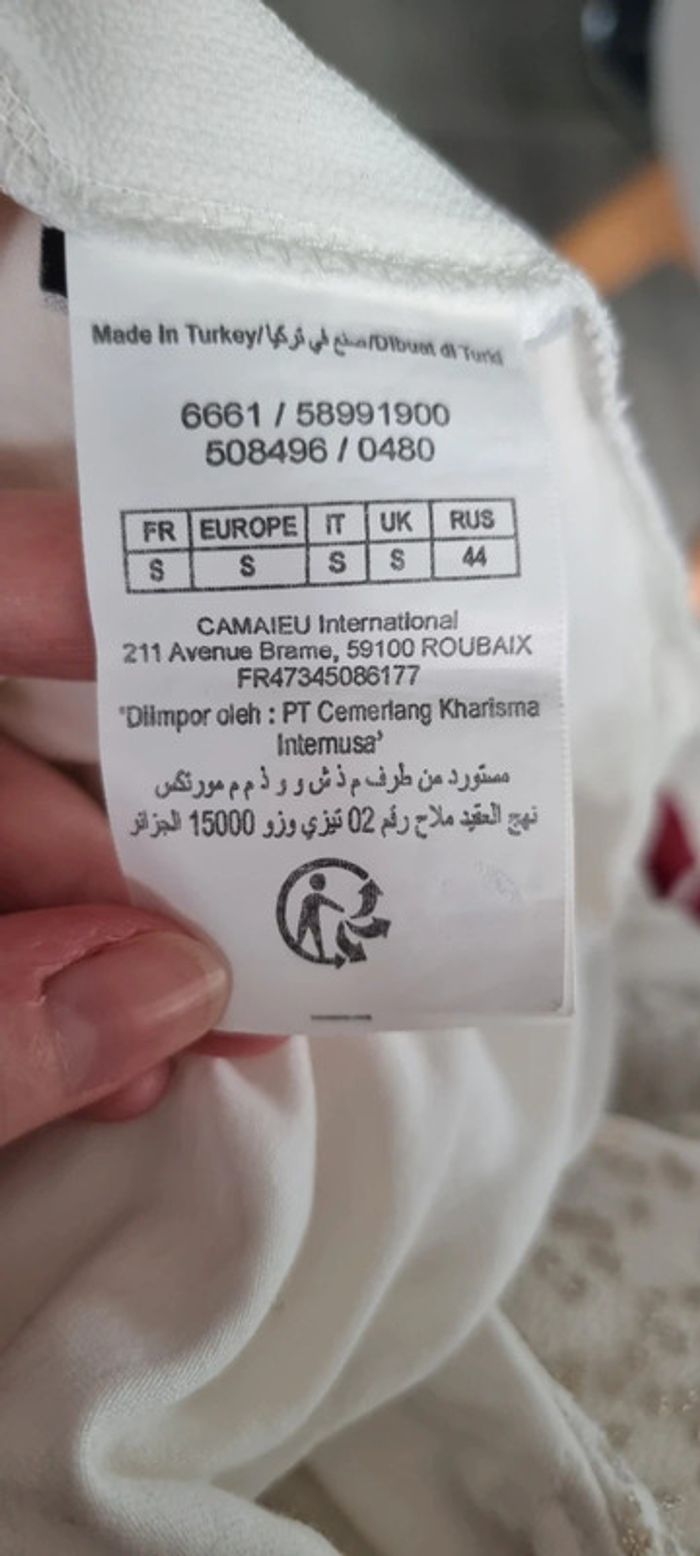 Made In Turkey/صنع في تركيا/Dibuat di Turki
6661 / 58991900
508496 / 0480
FR EUROPE IT UK RUS
S S S S 44
CAMAIEU International
211 Avenue Brame, 59100 ROUBAIX
FR47345086177
"Diimpor oleh : PT Cemerlang Kharisma
Internusa"
مستورد من طرف م ذ ش و و ذ م م مورتكس
نهج العقيد ملاح رقم 02 تيزي وزو 15000 الجزائر